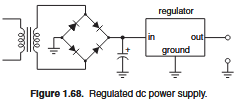 regulator
in
out
ground
+
Figure 1.68. Regulated dc power supply.